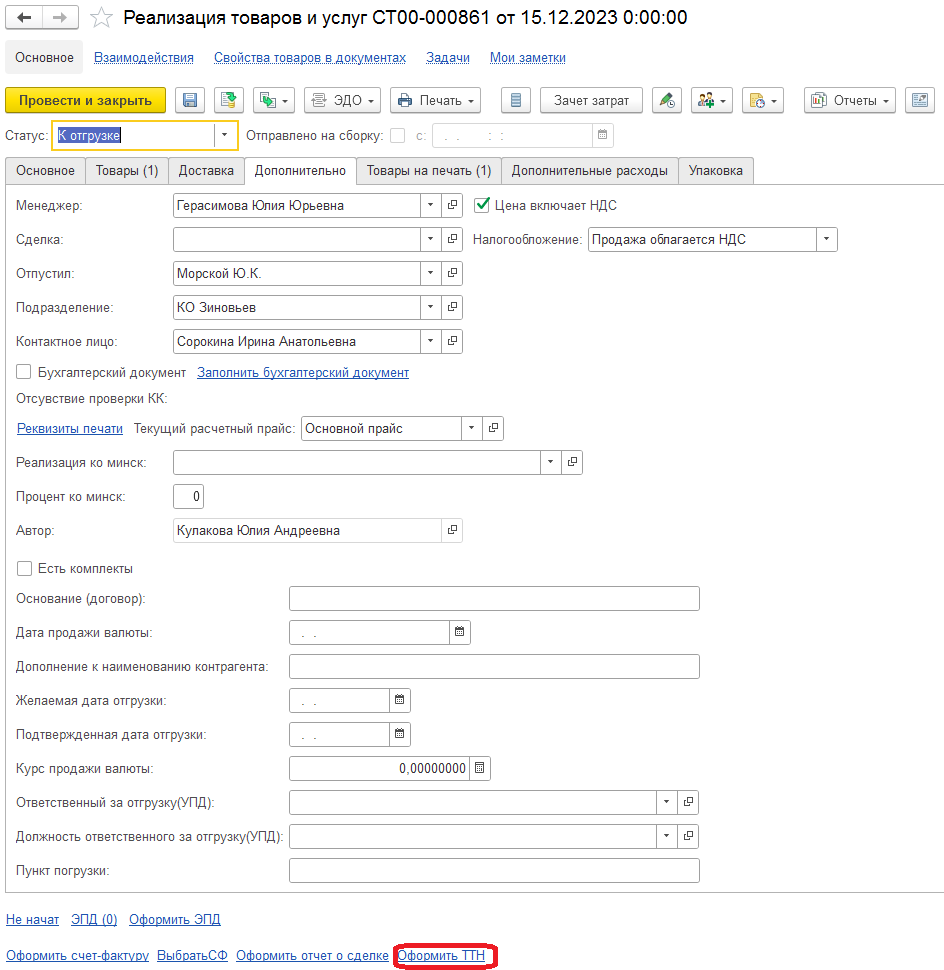 Реализация товаров и услуг СТ00-000861 от 15.12.2023 0:00:00
Основное Взаимодействия Свойства товаров в документах Задачи Мои заметки
Провести и закрыть ЭДО Печать Зачет затрат Отчеты
Статус: К отгрузке Отправлено на сборку: с: . . : :
Основное Товары (1) Доставка Дополнительно Товары на печать (1) Дополнительные расходы Упаковка
Менеджер: Герасимова Юлия Юрьевна Цена включает НДС
Сделка: Налогообложение: Продажа облагается НДС
Отпустил: Морской Ю.К.
Подразделение: КО Зиновьев
Контактное лицо: Сорокина Ирина Анатольевна
Бухгалтерский документ Заполнить бухгалтерский документ
Отсувствие проверки КК:
Реквизиты печати Текущий расчетный прайс: Основной прайс
Реализация ко минск:
Процент ко минск: 0
Автор: Кулакова Юлия Андреевна
Есть комплекты
Основание (договор):
Дата продажи валюты: . .
Дополнение к наименованию контрагента:
Желаемая дата отгрузки: . .
Подтвержденная дата отгрузки: . .
Курс продажи валюты: 0,00000000
Ответственный за отгрузку(УПД):
Должность ответственного за отгрузку(УПД):
Пункт погрузки:
Не начат ЭПД (0) Оформить ЭПД
Оформить счет-фактуру ВыбратьСФ Оформить отчет о сделке Оформить ТТН